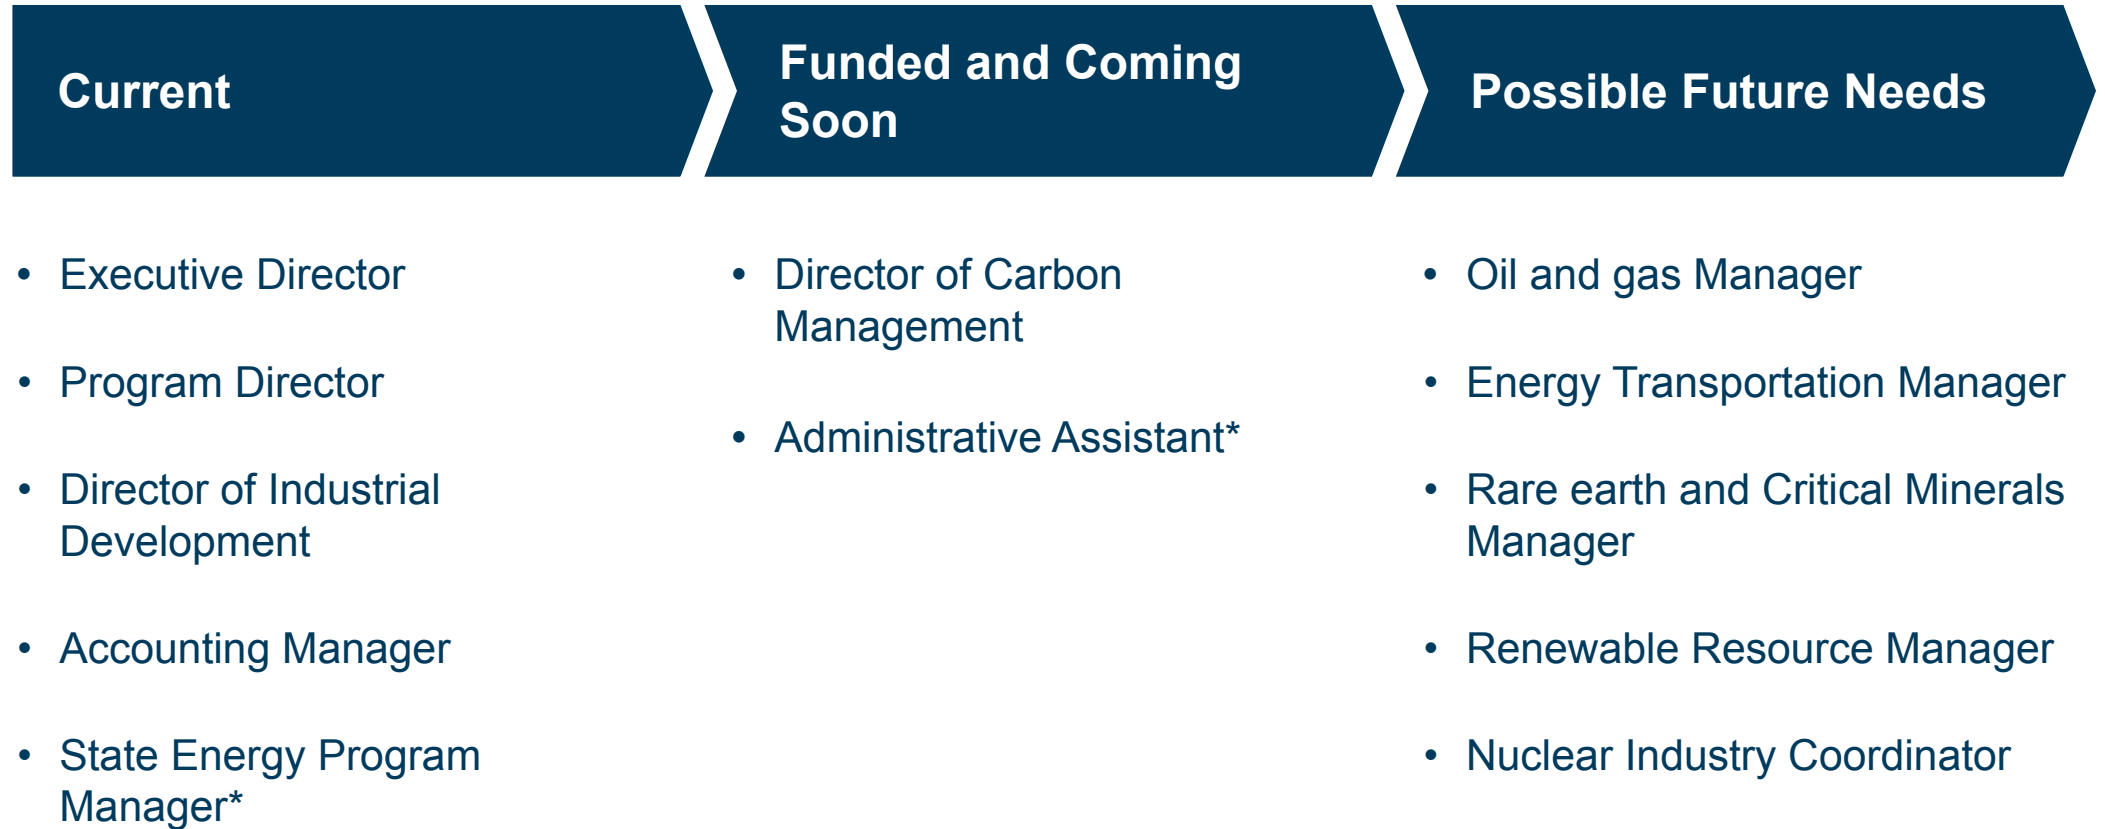 Current
Funded and Coming
Soon
Possible Future Needs
• Executive Director
• Program Director
• Director of Industrial
Development
• Accounting Manager
• State Energy Program
Manager*
• Director of Carbon
Management
• Administrative Assistant*
• Oil and gas Manager
• Energy Transportation Manager
• Rare earth and Critical Minerals
Manager
• Renewable Resource Manager
• Nuclear Industry Coordinator